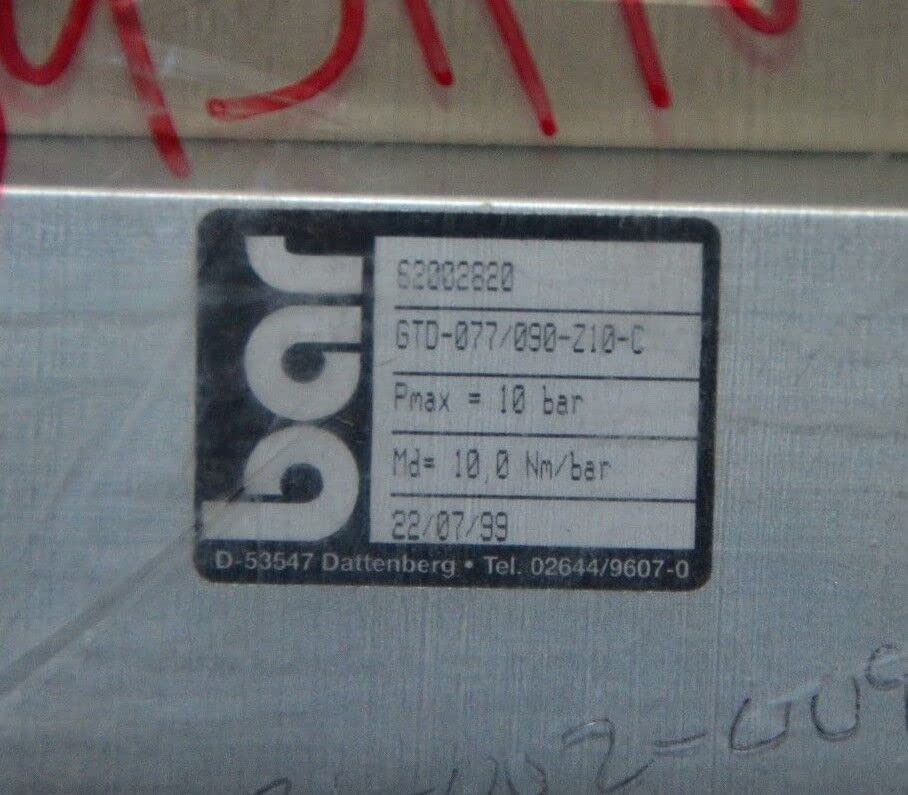 bar
62002820
GTD-077/090-Z10-C
Pmax = 10 bar
Md= 10,0 Nm/bar
22/07/99
D-53547 Dattenberg • Tel. 02644/9607-0